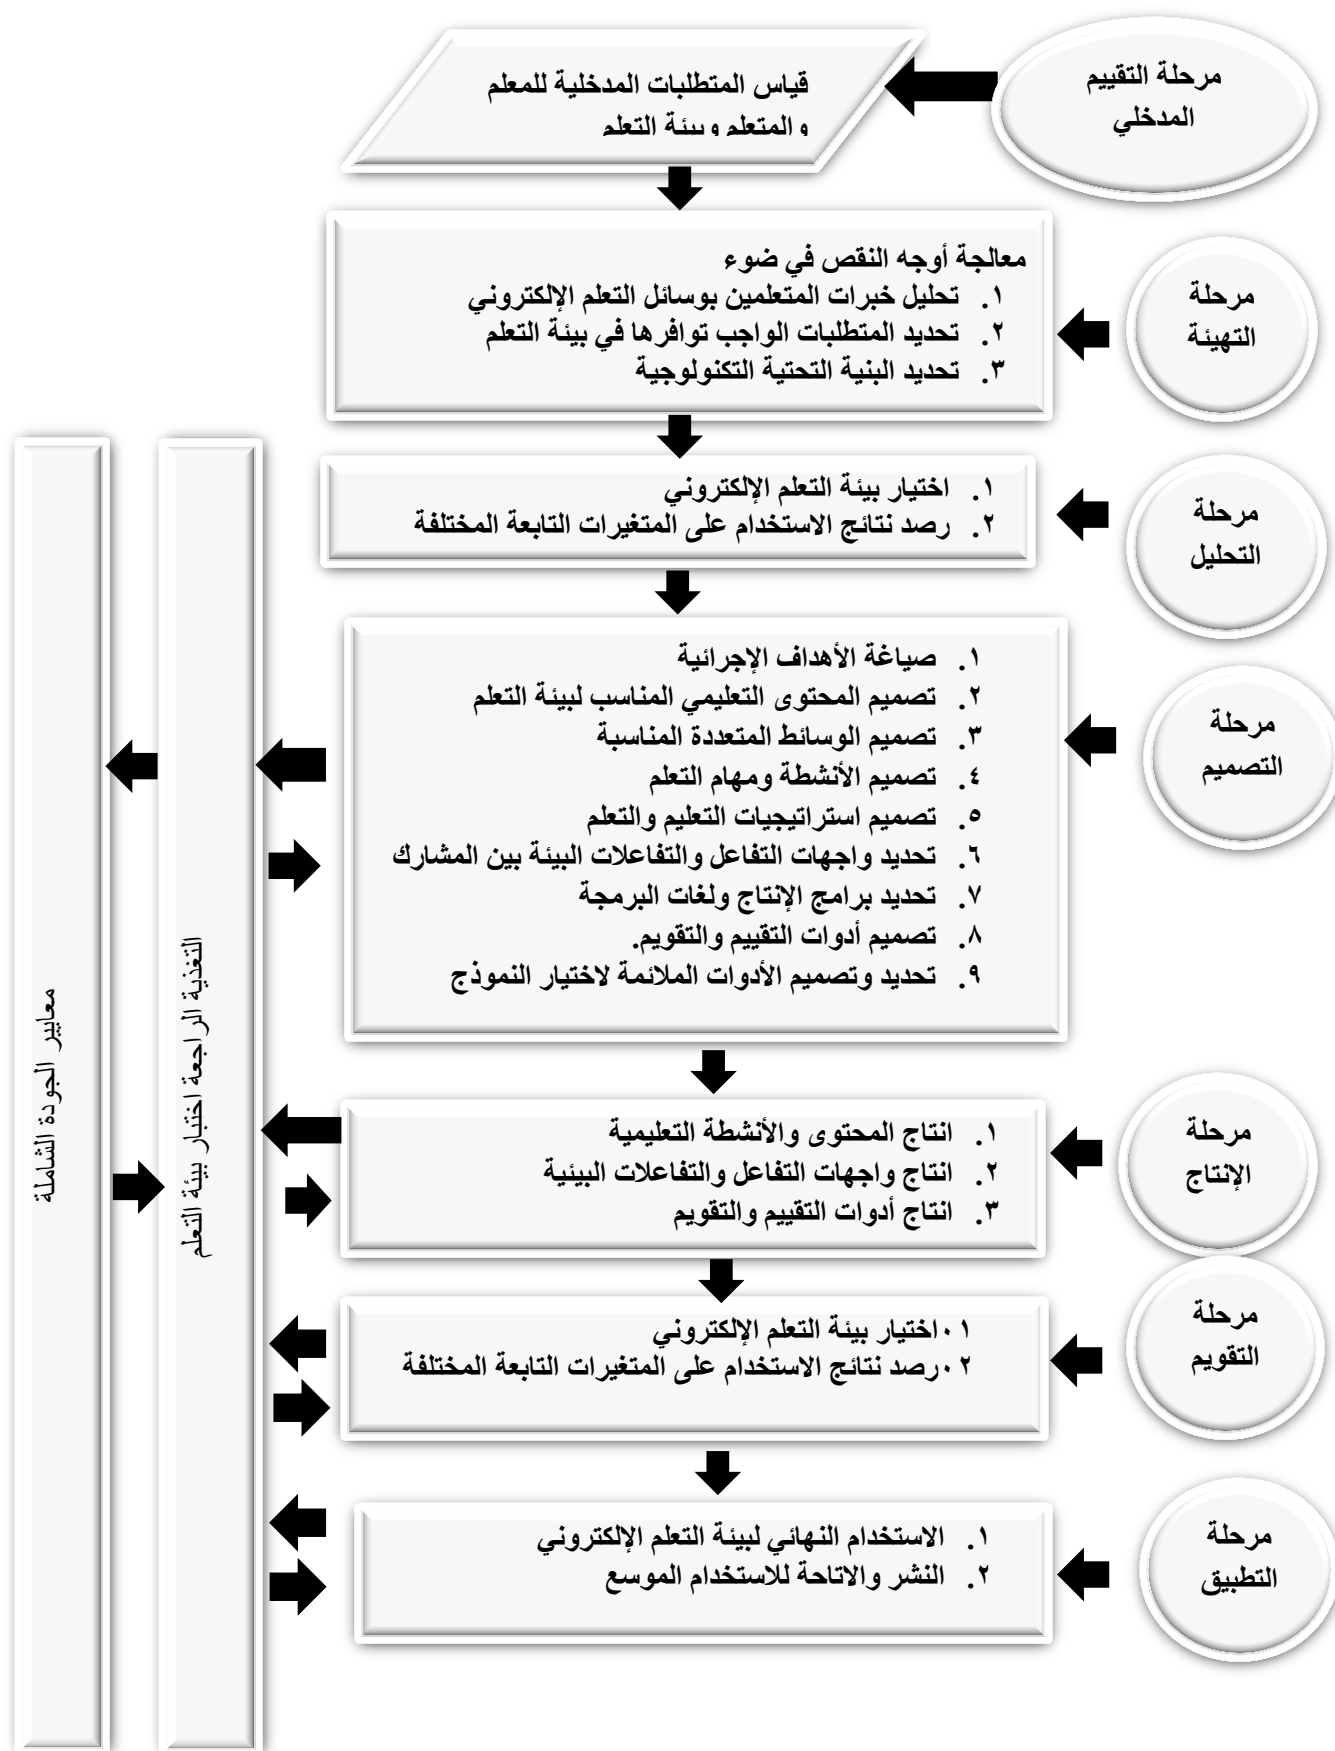 مرحلة التقييم
المدخلي
قياس المتطلبات المدخلية للمعلم
والمتعلم وبيئة التعلم
مرحلة
التهيئة
معالجة أوجه النقص في ضوء
١. تحليل خبرات المتعلمين بوسائل التعلم الإلكتروني
٢. تحديد المتطلبات الواجب توافرها في بيئة التعلم
٣. تحديد البنية التحتية التكنولوجية
مرحلة
التحليل
١. اختيار بيئة التعلم الإلكتروني
٢. رصد نتائج الاستخدام على المتغيرات التابعة المختلفة
مرحلة
التصميم
١. صياغة الأهداف الإجرائية
٢. تصميم المحتوى التعليمي المناسب لبيئة التعلم
٣. تصميم الوسائط المتعددة المناسبة
٤. تصميم الأنشطة ومهام التعلم
٥. تصميم استراتيجيات التعليم والتعلم
٦. تحديد واجهات التفاعل والتفاعلات البيئة بين المشارك
٧. تحديد برامج الإنتاج ولغات البرمجة
٨. تصميم أدوات التقييم والتقويم.
٩. تحديد وتصميم الأدوات الملائمة لاختيار النموذج
مرحلة
الإنتاج
١. انتاج المحتوى والأنشطة التعليمية
٢. انتاج واجهات التفاعل والتفاعلات البيئية
٣. انتاج أدوات التقييم والتقويم
مرحلة
التقويم
٠١اختيار بيئة التعلم الإلكتروني
٠٢رصد نتائج الاستخدام على المتغيرات التابعة المختلفة
مرحلة
التطبيق
١. الاستخدام النهائي لبيئة التعلم الإلكتروني
٢. النشر والاتاحة للاستخدام الموسع
التغذية الراجعة اختبار بيئة التعلم
معايير الجودة الشاملة